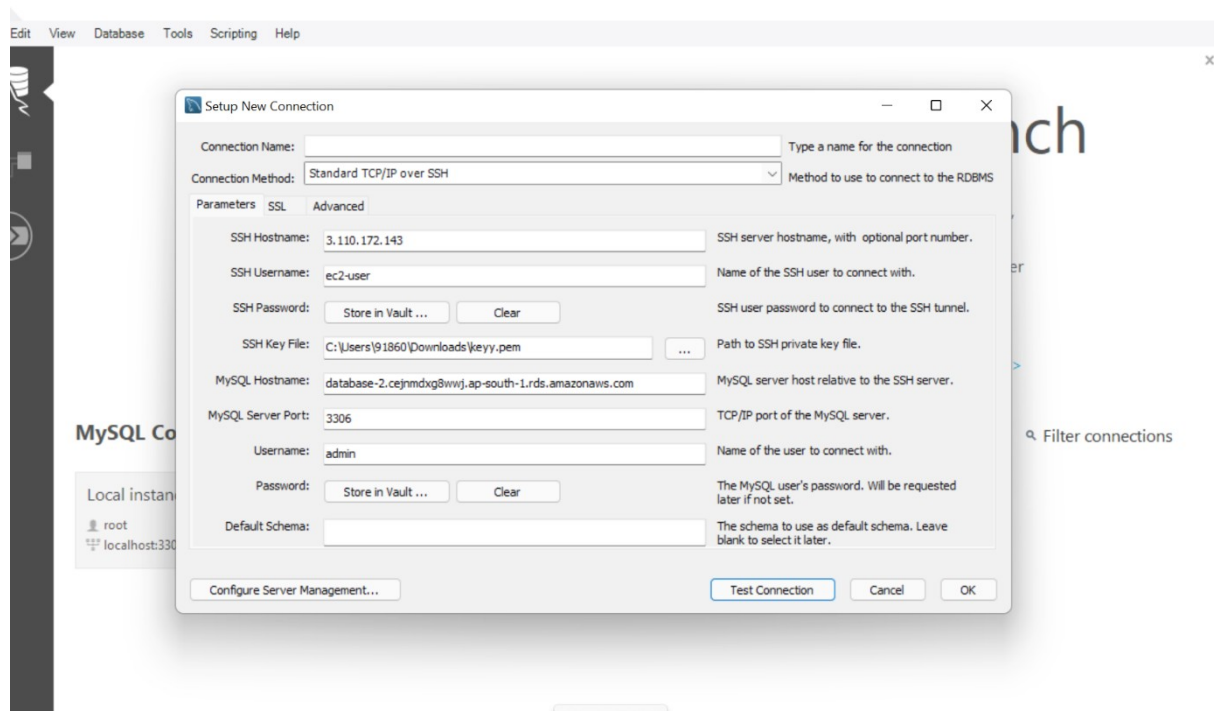 Edit View Database Tools Scripting Help
x
Setup New Connection
Connection Name: Type a name for the connection
Connection Method: Standard TCP/IP over SSH Method to use to connect to the RDBMS
Parameters SSL Advanced
SSH Hostname: 3.110.172.143 SSH server hostname, with optional port number.
SSH Username: ec2-user Name of the SSH user to connect with.
SSH Password: Store in Vault ... Clear SSH user password to connect to the SSH tunnel.
SSH Key File: C:\Users\91860\Downloads\keyy.pem ... Path to SSH private key file.
MySQL Hostname: database-2.cejnmdxg8wwj.ap-south-1.rds.amazonaws.com MySQL server host relative to the SSH server.
MySQL Server Port: 3306 TCP/IP port of the MySQL server.
Username: admin Name of the user to connect with.
Password: Store in Vault ... Clear The MySQL user's password. Will be requested
later if not set.
Default Schema: The schema to use as default schema. Leave
blank to select it later.
Configure Server Management... Test Connection Cancel OK
nch
er
>
MySQL Co
Filter connections
Local instan
root
localhost:330